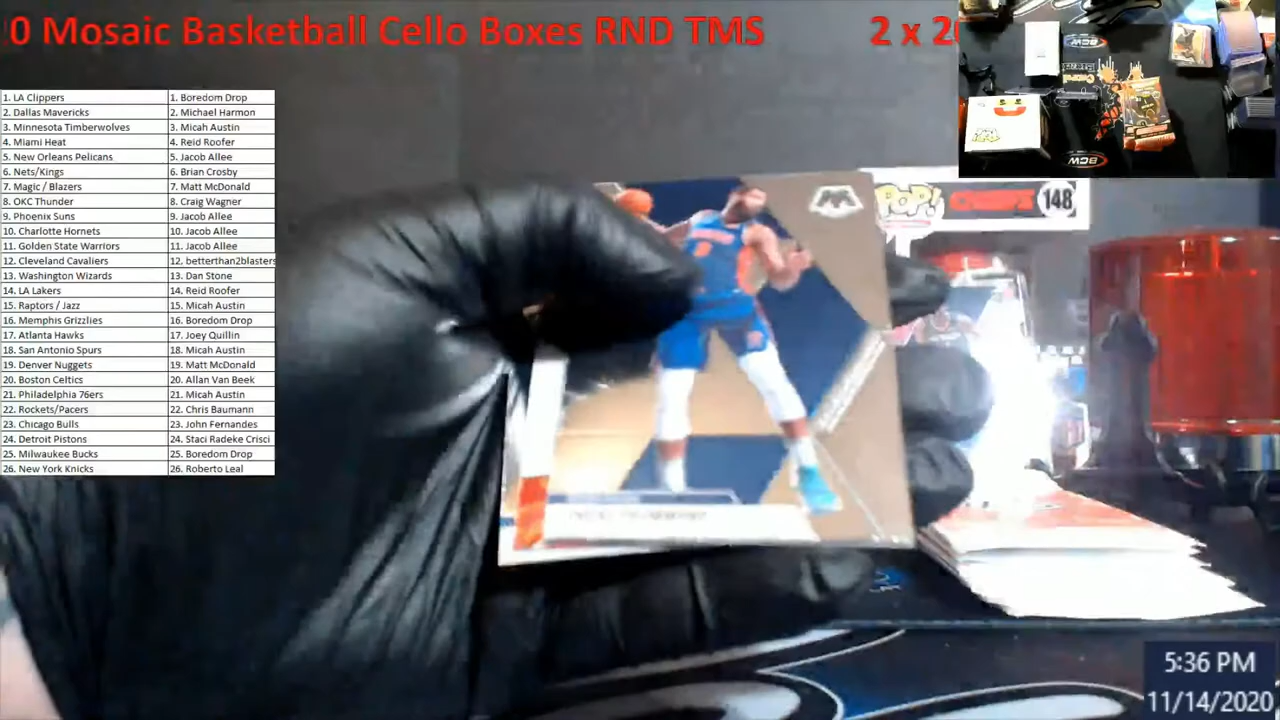 0 Mosaic Basketball Cello Boxes RND TMS 2 x 20
1. LA Clippers 1. Boredom Drop
2. Dallas Mavericks 2. Michael Harmon
3. Minnesota Timberwolves 3. Micah Austin
4. Miami Heat 4. Reid Roofer
5. New Orleans Pelicans 5. Jacob Allee
6. Nets/Kings 6. Brian Crosby
7. Magic / Blazers 7. Matt McDonald
8. OKC Thunder 8. Craig Wagner
9. Phoenix Suns 9. Jacob Allee
10. Charlotte Hornets 10. Jacob Allee
11. Golden State Warriors 11. Jacob Allee
12. Cleveland Cavaliers 12. betterthan2blasters
13. Washington Wizards 13. Dan Stone
14. LA Lakers 14. Reid Roofer
15. Raptors / Jazz 15. Micah Austin
16. Memphis Grizzlies 16. Boredom Drop
17. Atlanta Hawks 17. Joey Quillin
18. San Antonio Spurs 18. Micah Austin
19. Denver Nuggets 19. Matt McDonald
20. Boston Celtics 20. Allan Van Beek
21. Philadelphia 76ers 21. Micah Austin
22. Rockets/Pacers 22. Chris Baumann
23. Chicago Bulls 23. John Fernandes
24. Detroit Pistons 24. Staci Radeke Crisci
25. Milwaukee Bucks 25. Boredom Drop
26. New York Knicks 26. Roberto Leal
BCW
BCW
POP! 148
5:36 PM
11/14/2020